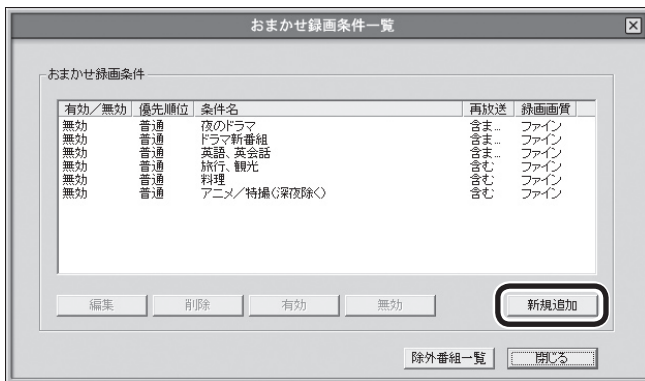 おまかせ録画条件一覧
おまかせ録画条件
有効／無効 優先順位 条件名 再放送 録画画質
無効 普通 夜のドラマ 含ま... ファイン
無効 普通 ドラマ新番組 含ま... ファイン
無効 普通 英語、英会話 含ま... ファイン
無効 普通 旅行、観光 含む ファイン
無効 普通 料理 含む ファイン
無効 普通 アニメ／特撮(深夜除く) 含む ファイン
編集 削除 有効 無効 新規追加
除外番組一覧 閉じる